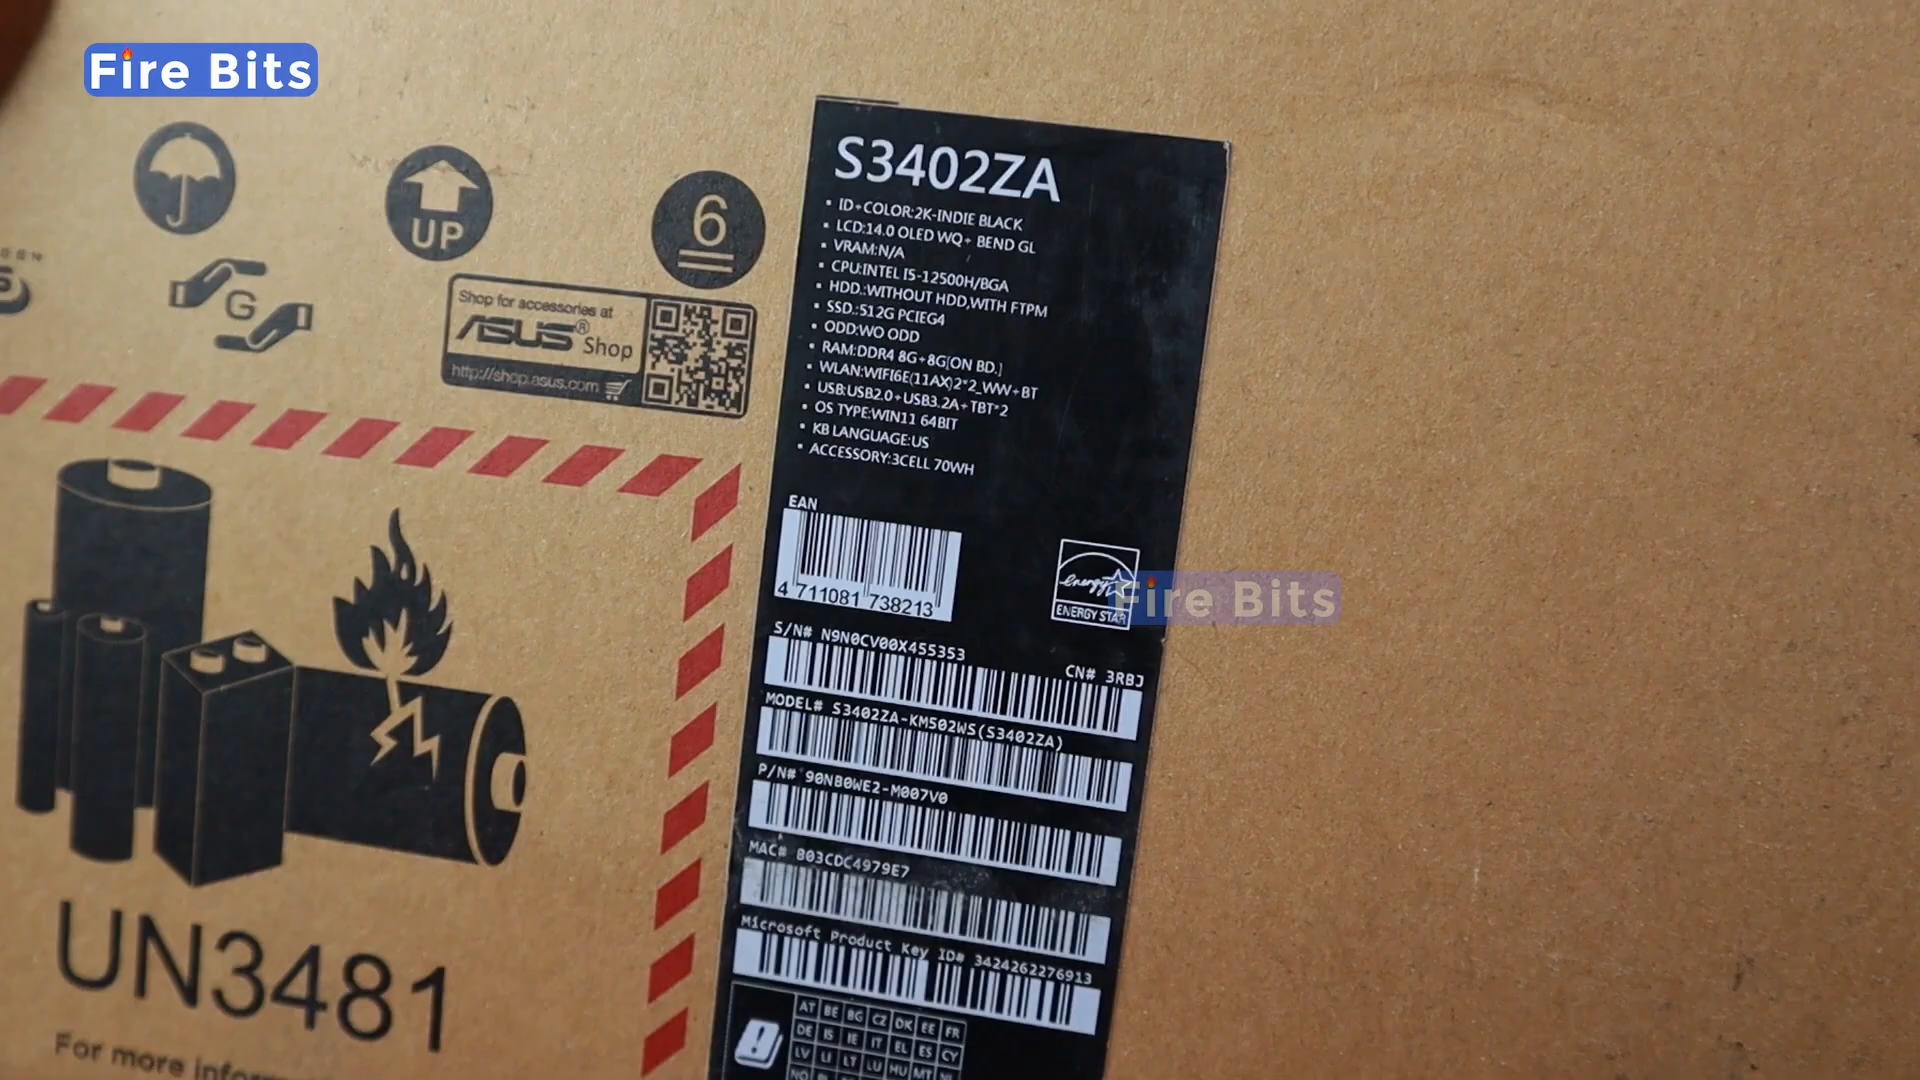 Fire Bits
UP
6
G
Shop for accessories at
ASUS® Shop
http://shop.asus.com
UN3481
For more
S3402ZA
▪ ID+COLOR:2K-INDIE BLACK
▪ LCD:14.0 OLED WQ+ BEND GL
▪ VRAM:N/A
▪ CPU:INTEL I5-12500H/BGA
▪ HDD.:WITHOUT HDD,WITH FTPM
▪ SSD.:512G PCIEG4
▪ ODD:WO ODD
▪ RAM:DDR4 8G+8G[ON BD.]
▪ WLAN:WIFI6E(11AX)2*2_WW+BT
▪ USB:USB2.0+USB3.2A+TBT*2
▪ OS TYPE:WIN11 64BIT
▪ KB LANGUAGE:US
▪ ACCESSORY:3CELL 70WH
EAN
4 711081 738213
energy
ENERGY STAR
Fire Bits
S/N# N9N0CV00X455353
CN# 3RBJ
MODEL# S3402ZA-KM502WS(S3402ZA)
P/N# 90NB0WE2-M007V0
MAC# B03CDC4979E7
Microsoft Product Key ID# 3424262276913
AT BE BG CZ DK EE FR
DE IS IE IT EL ES CY
LV LI LT LU HU MT
NO